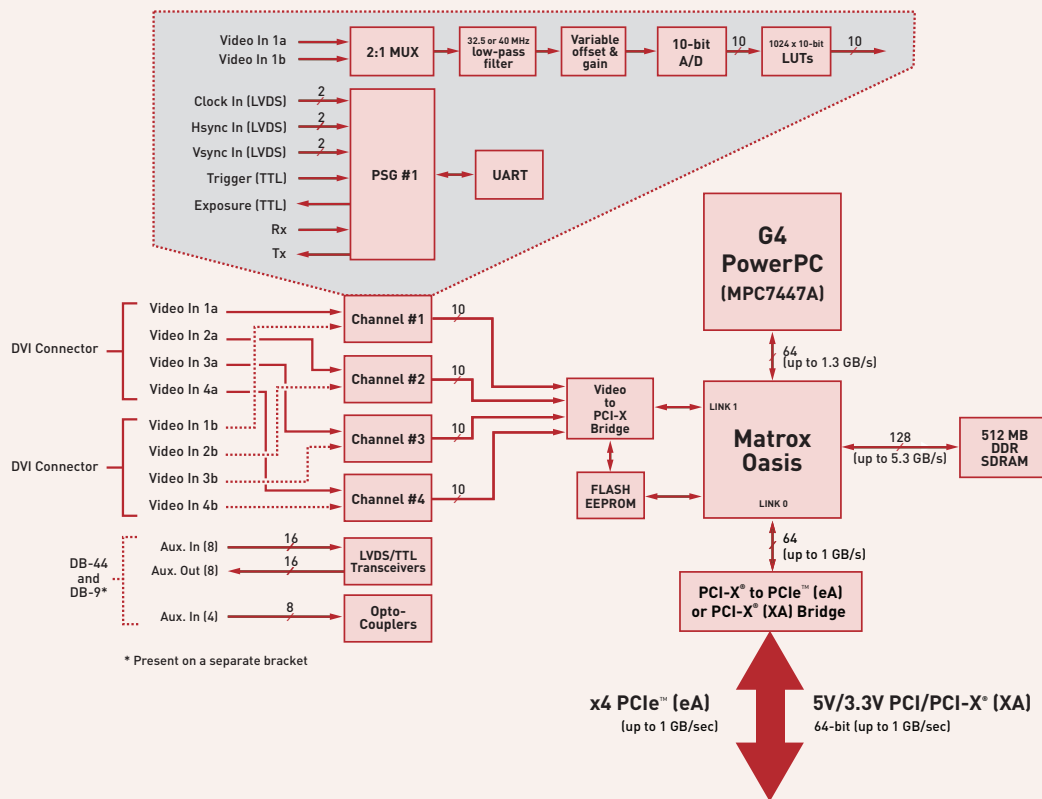 Video In 1a
Video In 1b
2:1 MUX
32.5 or 40 MHz
low-pass
filter
Variable
offset &
gain
10-bit
A/D
10
1024 x 10-bit
LUTs
10
Clock In (LVDS)
2
Hsync In (LVDS)
2
Vsync In (LVDS)
2
Trigger (TTL)
Exposure (TTL)
Rx
Tx
PSG #1
UART
G4
PowerPC
(MPC7447A)
64
(up to 1.3 GB/s)
DVI Connector
Video In 1a
Video In 2a
Video In 3a
Video In 4a
DVI Connector
Video In 1b
Video In 2b
Video In 3b
Video In 4b
Channel #1
10
Channel #2
10
Channel #3
10
Channel #4
10
Video
to
PCI-X
Bridge
FLASH
EEPROM
LINK 1
Matrox
Oasis
LINK 0
128
(up to 5.3 GB/s)
512 MB
DDR
SDRAM
64
(up to 1 GB/s)
DB-44
and
DB-9*
Aux. In (8)
16
Aux. Out (8)
16
LVDS/TTL
Transceivers
Aux. In (4)
8
Opto-
Couplers
* Present on a separate bracket
PCI-X® to PCIe™ (eA)
or PCI-X® (XA) Bridge
x4 PCIe™ (eA)
(up to 1 GB/sec)
5V/3.3V PCI/PCI-X® (XA)
64-bit (up to 1 GB/sec)